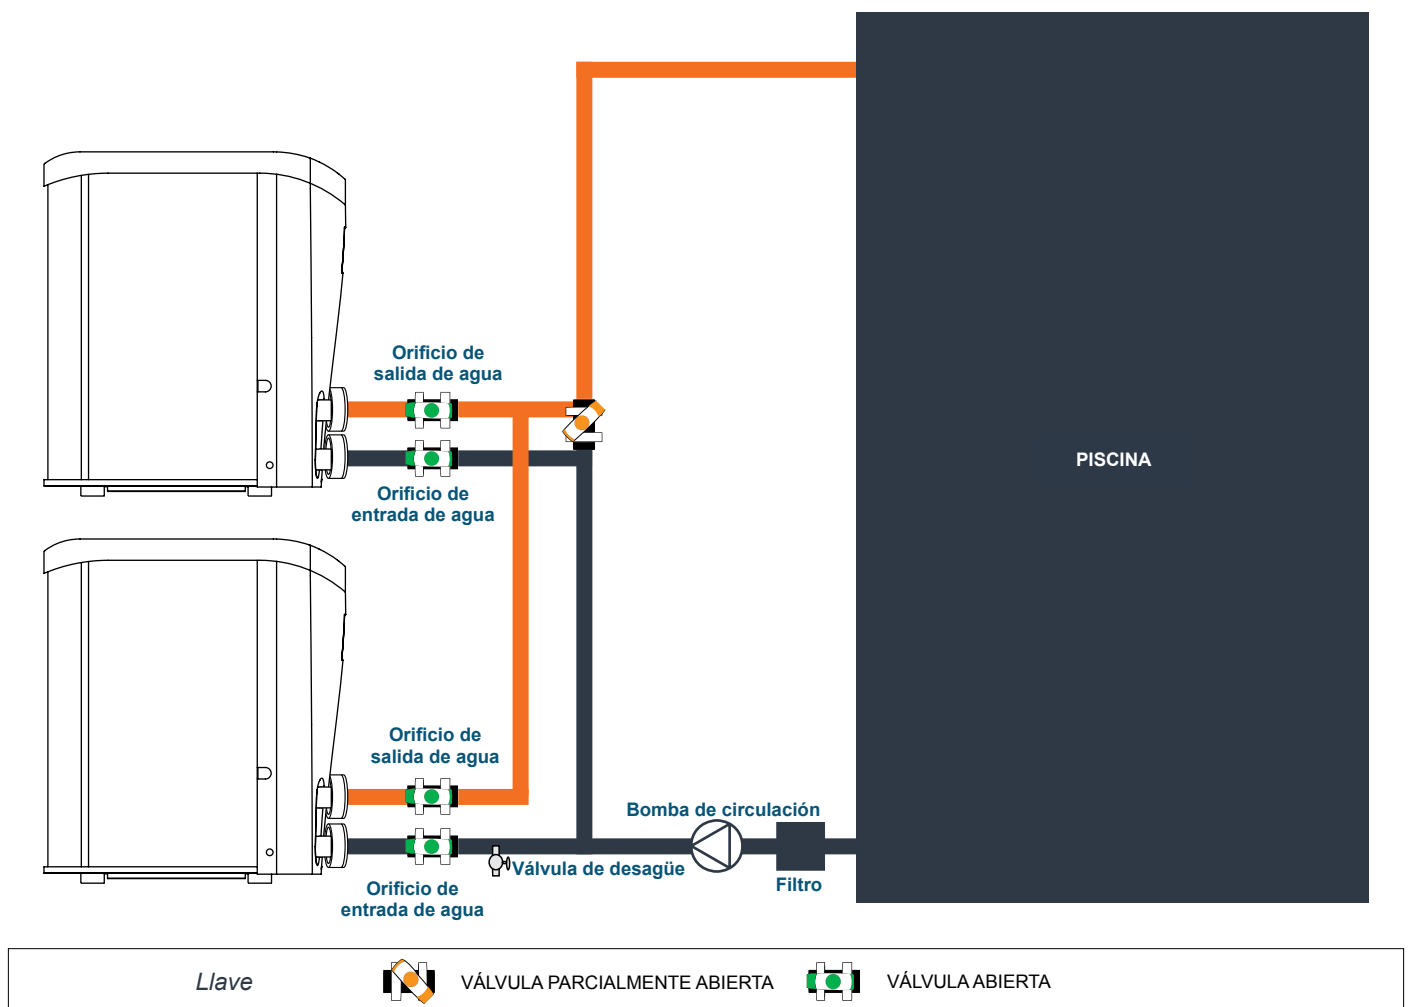 Orificio de
salida de agua
Orificio de
entrada de agua
PISCINA
Orificio de
salida de agua
Bomba de circulación
Válvula de desagüe
Filtro
Orificio de
entrada de agua
Llave
VÁLVULA PARCIALMENTE ABIERTA
VÁLVULA ABIERTA